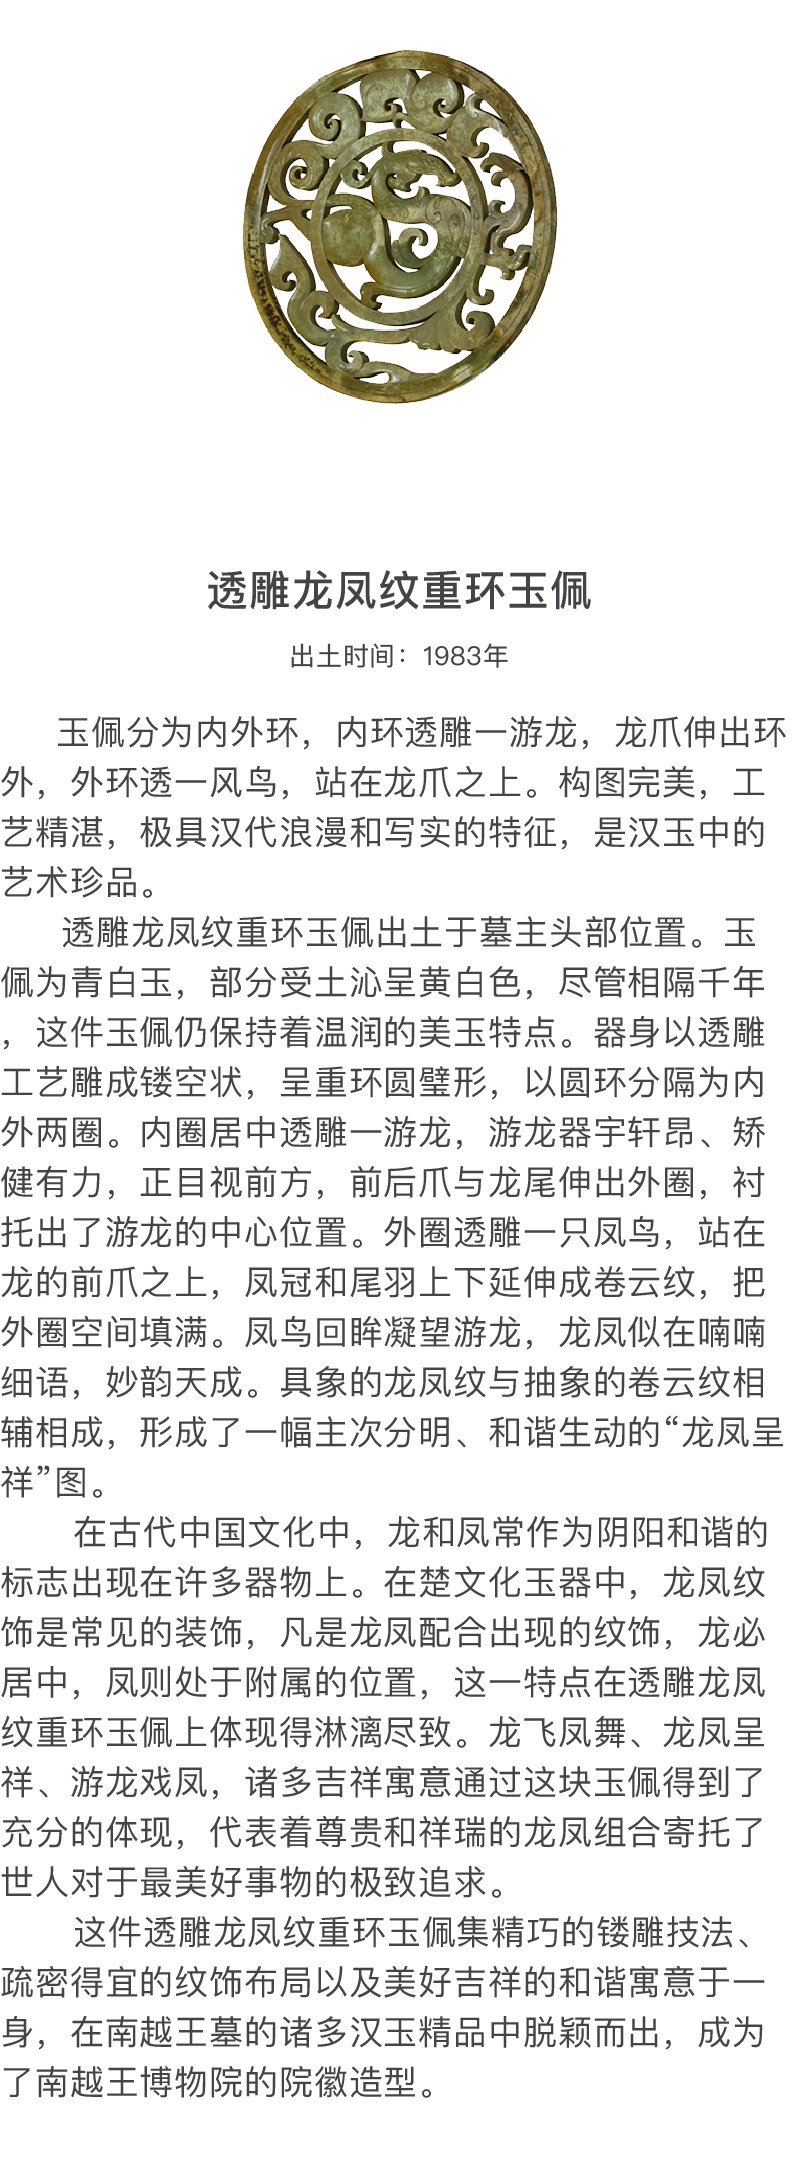 透雕龙凤纹重环玉佩
出土时间：1983年
玉佩分为内外环，内环透雕一游龙，龙爪伸出环
外，外环透一风鸟，站在龙爪之上。构图完美，工
艺精湛，极具汉代浪漫和写实的特征，是汉玉中的
艺术珍品。
透雕龙凤纹重环玉佩出土于墓主头部位置。玉
佩为青白玉，部分受土沁呈黄白色，尽管相隔千年
，这件玉佩仍保持着温润的美玉特点。器身以透雕
工艺雕成镂空状，呈重环圆璧形，以圆环分隔为内
外两圈。内圈居中透雕一游龙，游龙器宇轩昂、矫
健有力，正目视前方，前后爪与龙尾伸出外圈，衬
托出了游龙的中心位置。外圈透雕一只凤鸟，站在
龙的前爪之上，凤冠和尾羽上下延伸成卷云纹，把
外圈空间填满。凤鸟回眸凝望游龙，龙凤似在喃喃
细语，妙韵天成。具象的龙凤纹与抽象的卷云纹相
辅相成，形成了一幅主次分明、和谐生动的“龙凤呈
祥”图。
在古代中国文化中，龙和凤常作为阴阳和谐的
标志出现在许多器物上。在楚文化玉器中，龙凤纹
饰是常见的装饰，凡是龙凤配合出现的纹饰，龙必
居中，凤则处于附属的位置，这一特点在透雕龙凤
纹重环玉佩上体现得淋漓尽致。龙飞凤舞、龙凤呈
祥、游龙戏凤，诸多吉祥寓意通过这块玉佩得到了
充分的体现，代表着尊贵和祥瑞的龙凤组合寄托了
世人对于最美好事物的极致追求。
这件透雕龙凤纹重环玉佩集精巧的镂雕技法、
疏密得宜的纹饰布局以及美好吉祥的和谐寓意于一
身，在南越王墓的诸多汉玉精品中脱颖而出，成为
了南越王博物院的院徽造型。